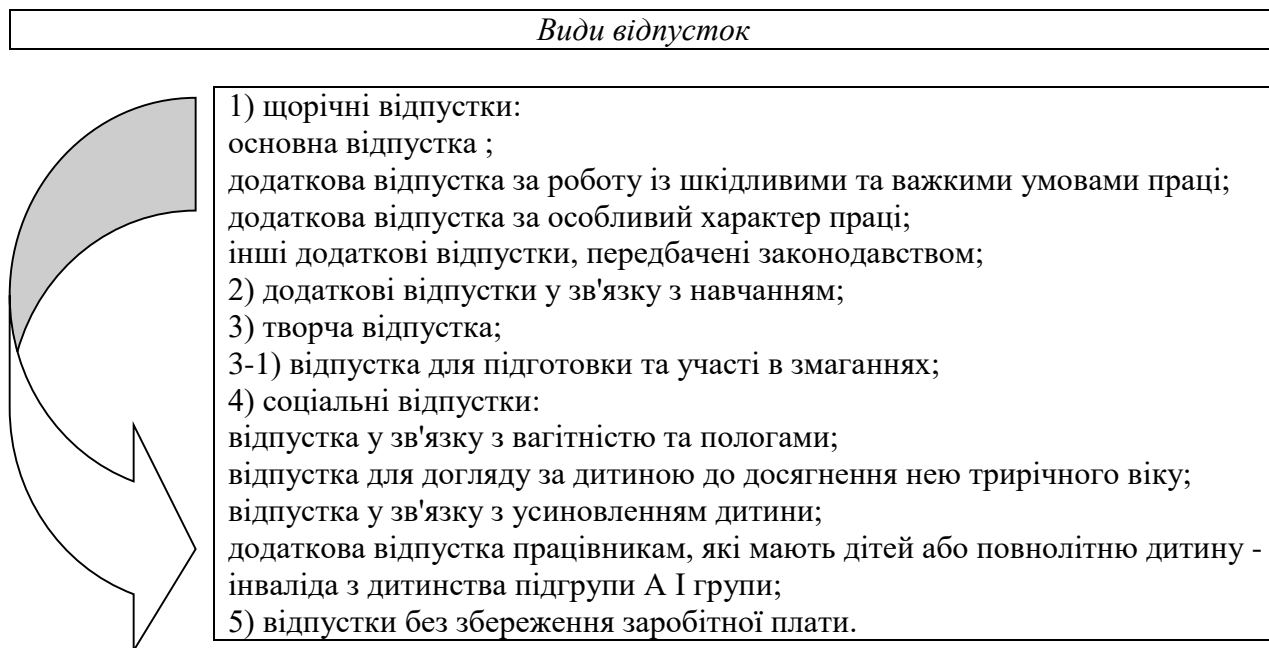 Види відпусток
1) щорічні відпустки:
основна відпустка ;
додаткова відпустка за роботу із шкідливими та важкими умовами праці;
додаткова відпустка за особливий характер праці;
інші додаткові відпустки, передбачені законодавством;
2) додаткові відпустки у зв'язку з навчанням;
3) творча відпустка;
3-1) відпустка для підготовки та участі в змаганнях;
4) соціальні відпустки:
відпустка у зв'язку з вагітністю та пологами;
відпустка для догляду за дитиною до досягнення нею трирічного віку;
відпустка у зв'язку з усиновленням дитини;
додаткова відпустка працівникам, які мають дітей або повнолітню дитину -
інваліда з дитинства підгрупи А І групи;
5) відпустки без збереження заробітної плати.